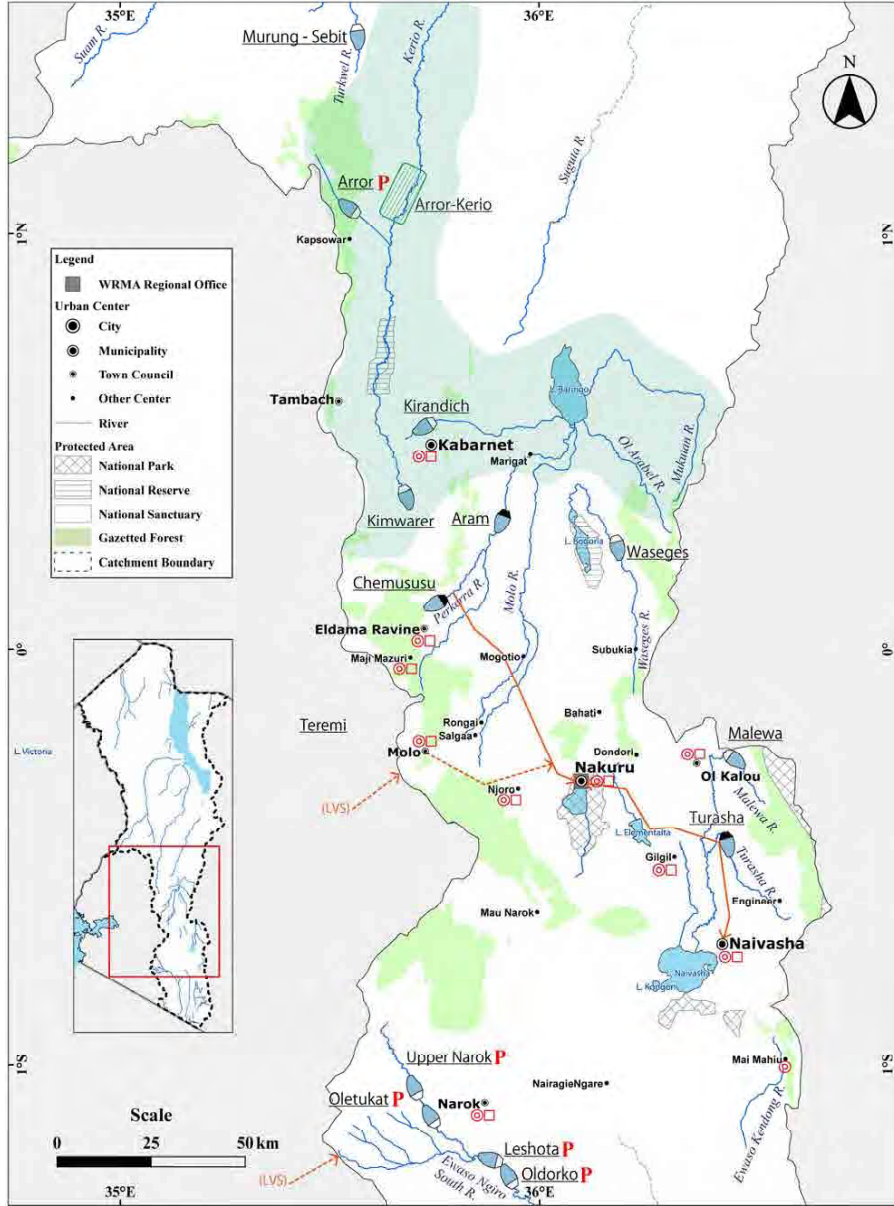 35°E
36°E
Murung - Sebit
Suam R.
Turkwel R.
Kerio R.
N
Suguta R.
Arror P
Arror-Kerio
1°N
1°N
Kapsowar
Legend
WRMA Regional Office
Urban Center
City
Municipality
Town Council
Other Center
River
Protected Area
National Park
National Reserve
National Sanctuary
Gazetted Forest
Catchment Boundary
L. Baringo
Tambach
Kirandich
Kabarnet
Marigat
Ol Arabel R.
Mukutan R.
Kimwarer
Aram
L. Bogoria
Waseges
Chemususu
Perkerra R.
Molo R.
Eldama Ravine
Waseges R.
Maji Mazuri
Mogotio
Subukia
0°
0°
Teremi
Rongai
Salgaa
Bahati
Molo
Dondori
Malewa
L. Victoria
Nakuru
Ol Kalou
(LVS)
Njoro
Malewa R.
L. Elementaita
Turasha
Gilgil
Turasha R.
Mau Narok
Engineer
Naivasha
L. Naivasha
Upper Narok P
Mai Mahiu
1°S
1°S
Oletukat P
Narok
NairagieNgare
Ewaso Kendong R.
Scale
0 25 50 km
Leshota P
(LVS)
Ewaso Ngiro South R.
Oldorko P
35°E
36°E